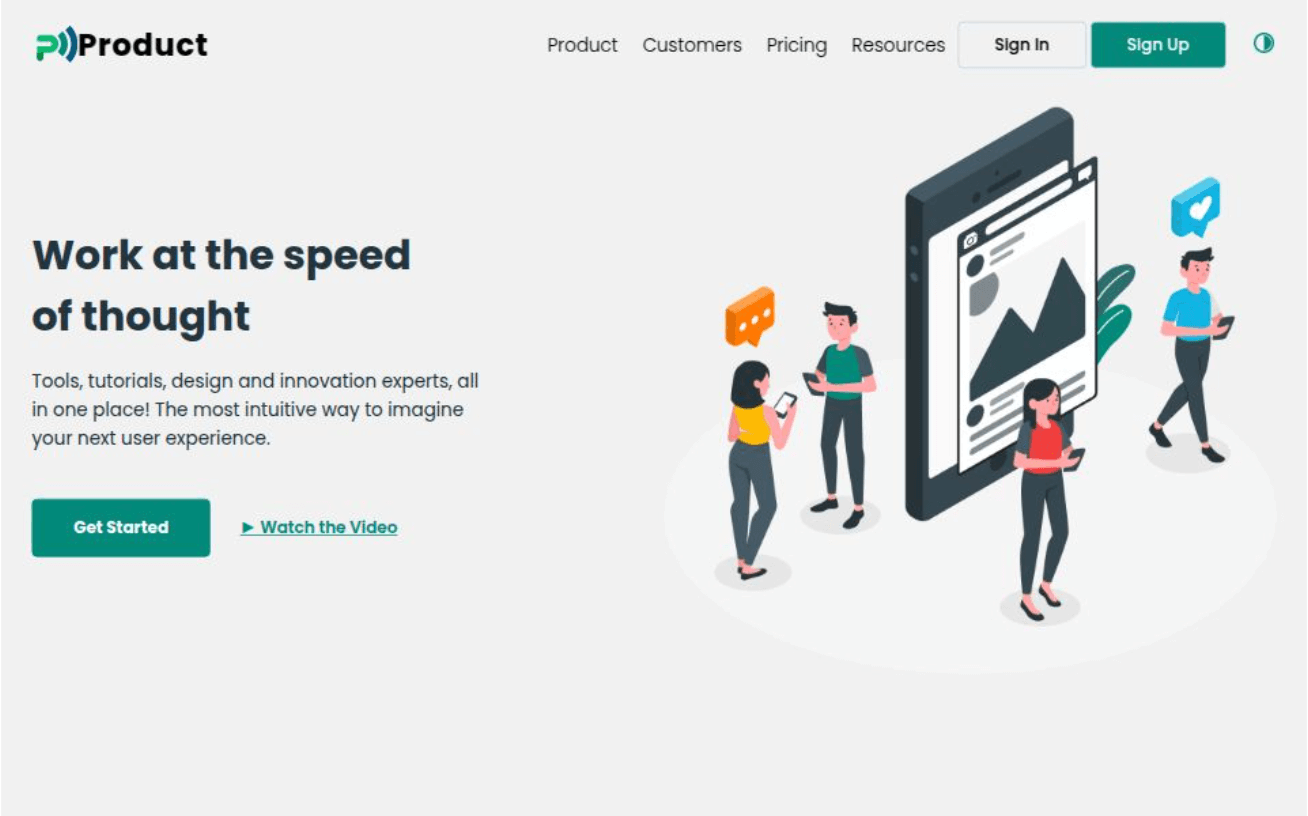 Product
Product Customers Pricing Resources Sign In Sign Up
Work at the speed
of thought
Tools, tutorials, design and innovation experts, all
in one place! The most intuitive way to imagine
your next user experience.
Get Started ► Watch the Video